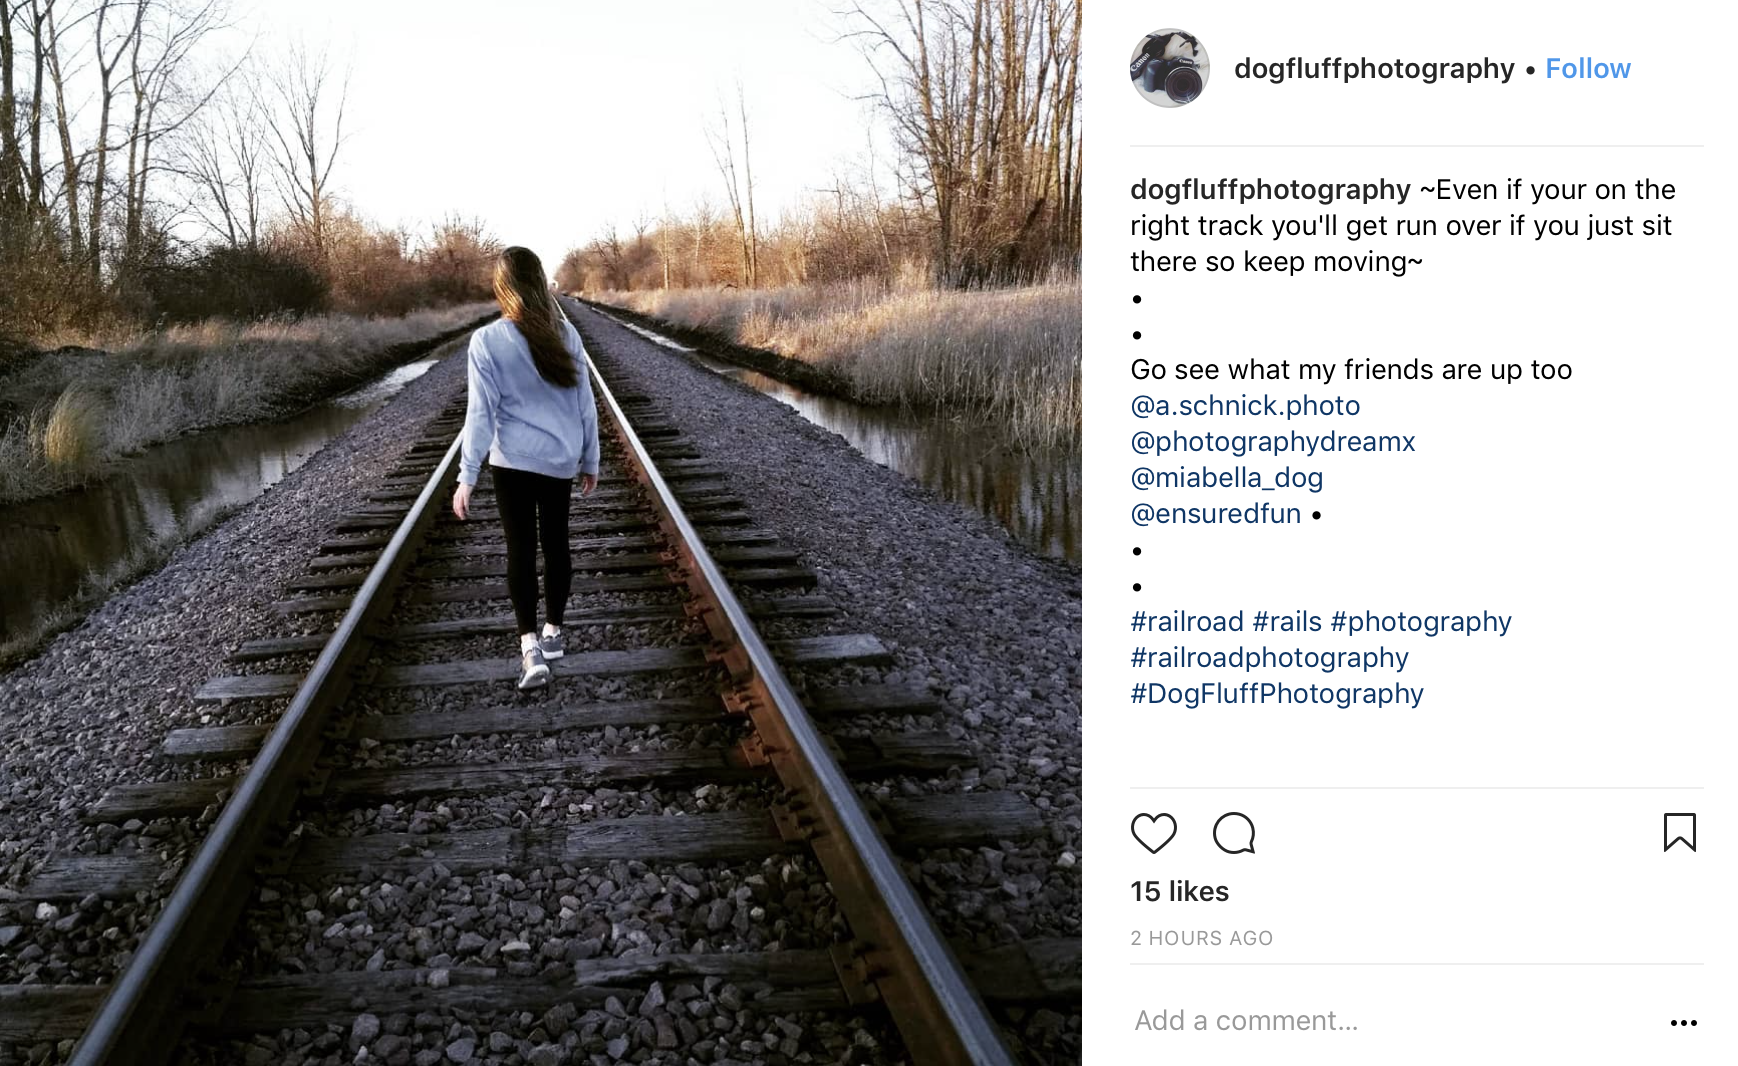 dogfluffphotography • Follow
dogfluffphotography ~Even if your on the
right track you'll get run over if you just sit
there so keep moving~
•
•
Go see what my friends are up too
@a.schnick.photo
@photographydreamx
@miabella_dog
@ensuredfun •
•
•
#railroad #rails #photography
#railroadphotography
#DogFluffPhotography
15 likes
2 HOURS AGO
Add a comment...